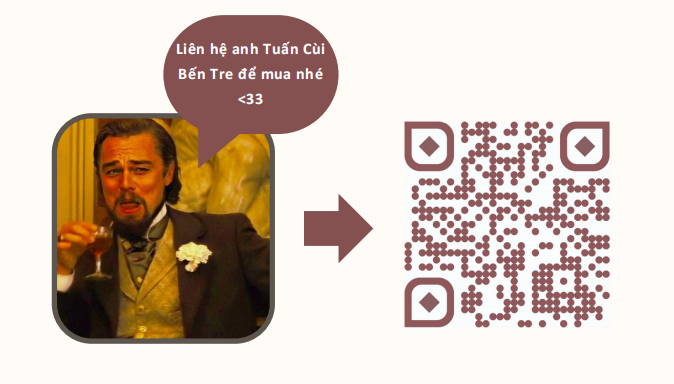 Liên hệ anh Tuấn Cùi
Bến Tre để mua nhé
<33